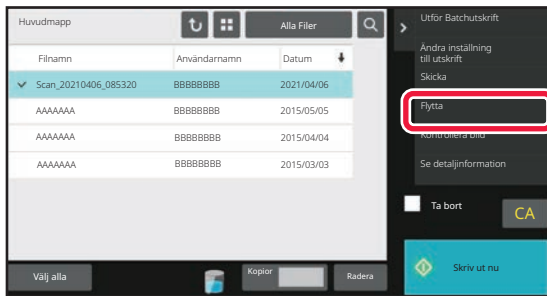 Huvudmapp
Alla Filer
Filnamn Användarnamn Datum
Scan_20210406_085320 BBBBBBBB 2021/04/06
AAAAAAA BBBBBBBB 2015/05/05
AAAAAAA BBBBBBBB 2015/04/04
AAAAAAA BBBBBBBB 2015/03/03
Välj alla
Kopior
Radera
Utför Batchutskrift
Ändra inställning
till utskrift
Skicka
Flytta
Kontrollera bild
Se detaljinformation
Ta bort
CA
Skriv ut nu